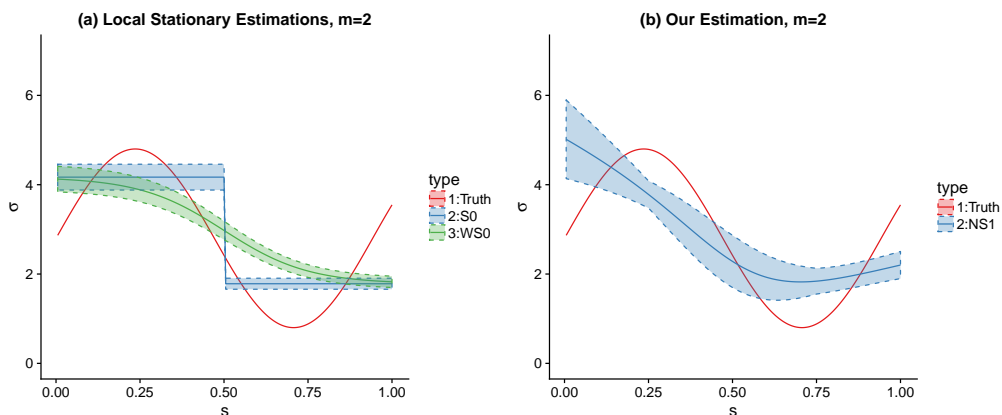 (a) Local Stationary Estimations, m=2
σ
6
4
2
0
0.00 0.25 0.50 0.75 1.00
s
type
1:Truth
2:S0
3:WS0
(b) Our Estimation, m=2
σ
6
4
2
0
0.00 0.25 0.50 0.75 1.00
s
type
1:Truth
2:NS1